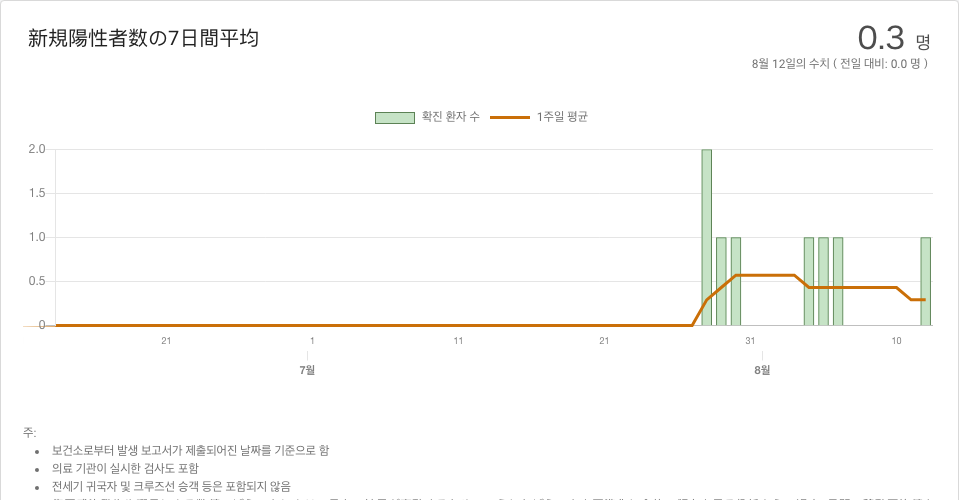 新規陽性者数の7日間平均
0.3 명
8월 12일의 수치 ( 전일 대비: 0.0 명 )
확진 환자 수 1주일 평균
2.0
1.5
1.0
0.5
0
21 1 11 21 31 10
7월 8월
주:
보건소로부터 발생 보고서가 제출되어진 날짜를 기준으로 함
의료 기관이 실시한 검사도 포함
전세기 귀국자 및 크루즈선 승객 등은 포함되지 않음